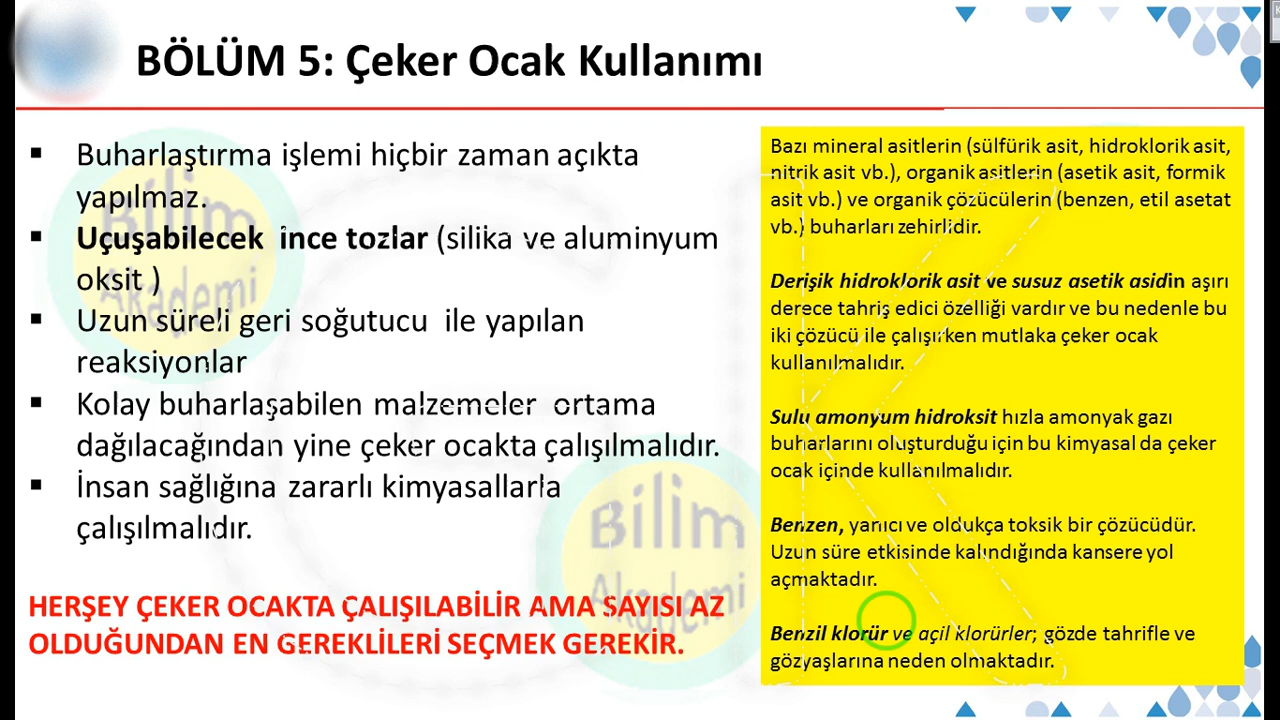 BÖLÜM 5: Çeker Ocak Kullanımı
▪ Buharlaştırma işlemi hiçbir zaman açıkta
yapılmaz.
▪ Uçuşabilecek ince tozlar (silika ve aluminyum
oksit )
▪ Uzun süreli geri soğutucu ile yapılan
reaksiyonlar
▪ Kolay buharlaşabilen malzemeler ortama
dağılacağından yine çeker ocakta çalışılmalıdır.
▪ İnsan sağlığına zararlı kimyasallarla
çalışılmalıdır.
HERŞEY ÇEKER OCAKTA ÇALIŞILABİLİR AMA SAYISI AZ
OLDUĞUNDAN EN GEREKLİLERİ SEÇMEK GEREKİR.
Bazı mineral asitlerin (sülfürik asit, hidroklorik asit,
nitrik asit vb.), organik asitlerin (asetik asit, formik
asit vb.) ve organik çözücülerin (benzen, etil asetat
vb.) buharları zehirlidir.
Derişik hidroklorik asit ve susuz asetik asidin aşırı
derece tahriş edici özelliği vardır ve bu nedenle bu
iki çözücü ile çalışırken mutlaka çeker ocak
kullanılmalıdır.
Sulu amonyum hidroksit hızla amonyak gazı
buharlarını oluşturduğu için bu kimyasal da çeker
ocak içinde kullanılmalıdır.
Benzen, yanıcı ve oldukça toksik bir çözücüdür.
Uzun süre etkisinde kalındığında kansere yol
açmaktadır.
Benzil klorür ve açil klorürler; gözde tahrifle ve
gözyaşlarına neden olmaktadır.
Bilim
Akademi
Bilim
Akademi